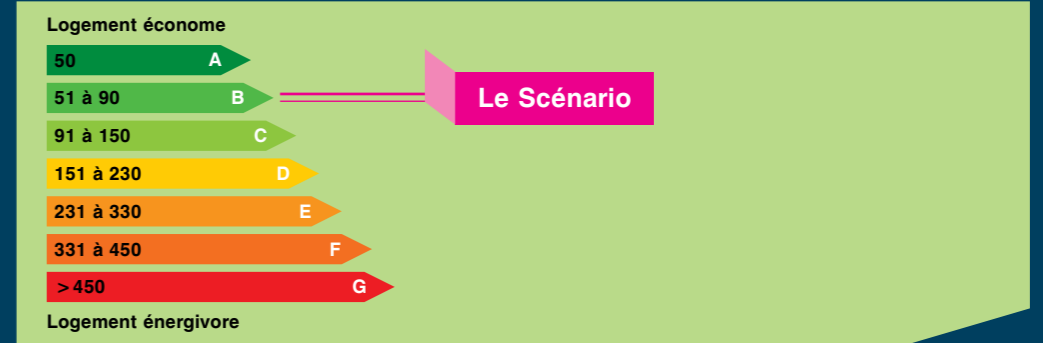 Logement économe
50 A
51 à 90 B
Le Scénario
91 à 150 C
151 à 230 D
231 à 330 E
331 à 450 F
> 450 G
Logement énergivore